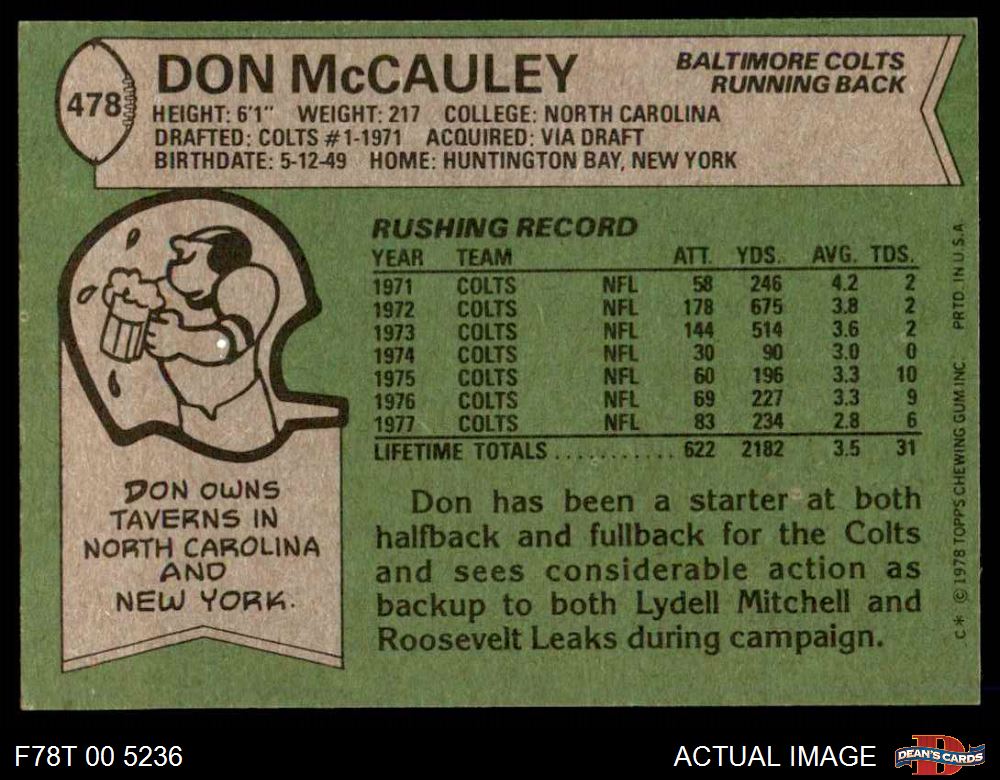 478
DON McCAULEY
BALTIMORE COLTS
RUNNING BACK
HEIGHT: 6'1" WEIGHT: 217 COLLEGE: NORTH CAROLINA
DRAFTED: COLTS #1-1971 ACQUIRED: VIA DRAFT
BIRTHDATE: 5-12-49 HOME: HUNTINGTON BAY, NEW YORK
RUSHING RECORD
YEAR TEAM ATT. YDS. AVG. TDS.
1971 COLTS NFL 58 246 4.2 2
1972 COLTS NFL 178 675 3.8 2
1973 COLTS NFL 144 514 3.6 2
1974 COLTS NFL 30 90 3.0 0
1975 COLTS NFL 60 196 3.3 10
1976 COLTS NFL 69 227 3.3 9
1977 COLTS NFL 83 234 2.8 6
LIFETIME TOTALS ........... 622 2182 3.5 31
DON OWNS
TAVERNS IN
NORTH CAROLINA
AND
NEW YORK.
Don has been a starter at both
halfback and fullback for the Colts
and sees considerable action as
backup to both Lydell Mitchell and
Roosevelt Leaks during campaign.
C* © 1978 TOPPS CHEWING GUM, INC. PRTD. IN U.S.A
F78T 00 5236
ACTUAL IMAGE
D
DEAN'S CARDS